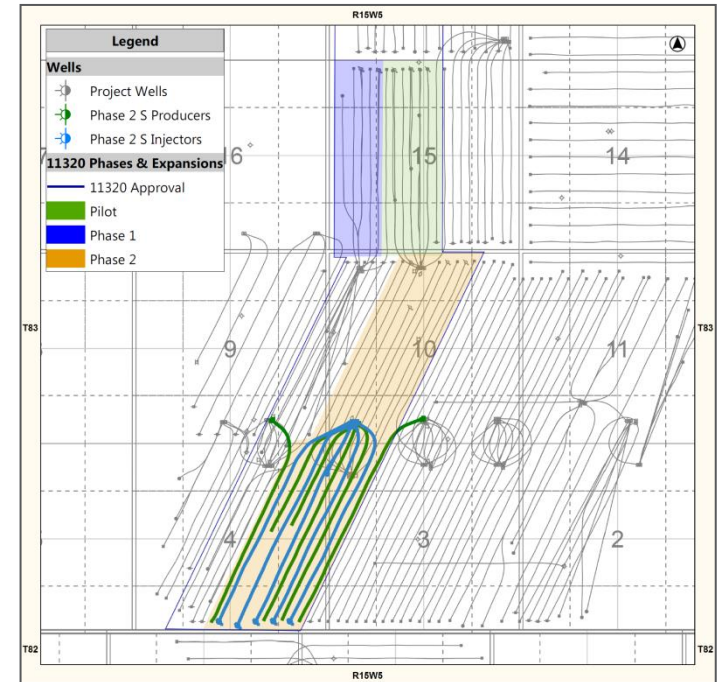 R15W5
Legend
Wells
Project Wells
Phase 2 S Producers
Phase 2 S Injectors
11320 Phases & Expansions
11320 Approval
Pilot
Phase 1
Phase 2
16
15
14
T83
T83
9
10
11
4
3
2
T82
T82
R15W5